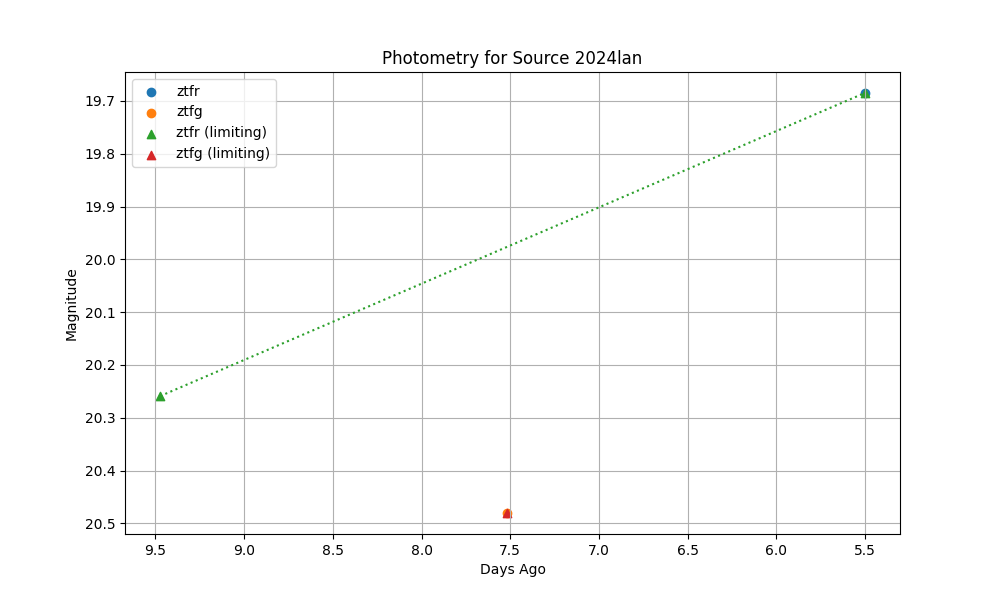 Photometry for Source 2024lan
ztfr
ztfg
ztfr (limiting)
ztfg (limiting)
Magnitude
19.7
19.8
19.9
20.0
20.1
20.2
20.3
20.4
20.5
9.5 9.0 8.5 8.0 7.5 7.0 6.5 6.0 5.5
Days Ago